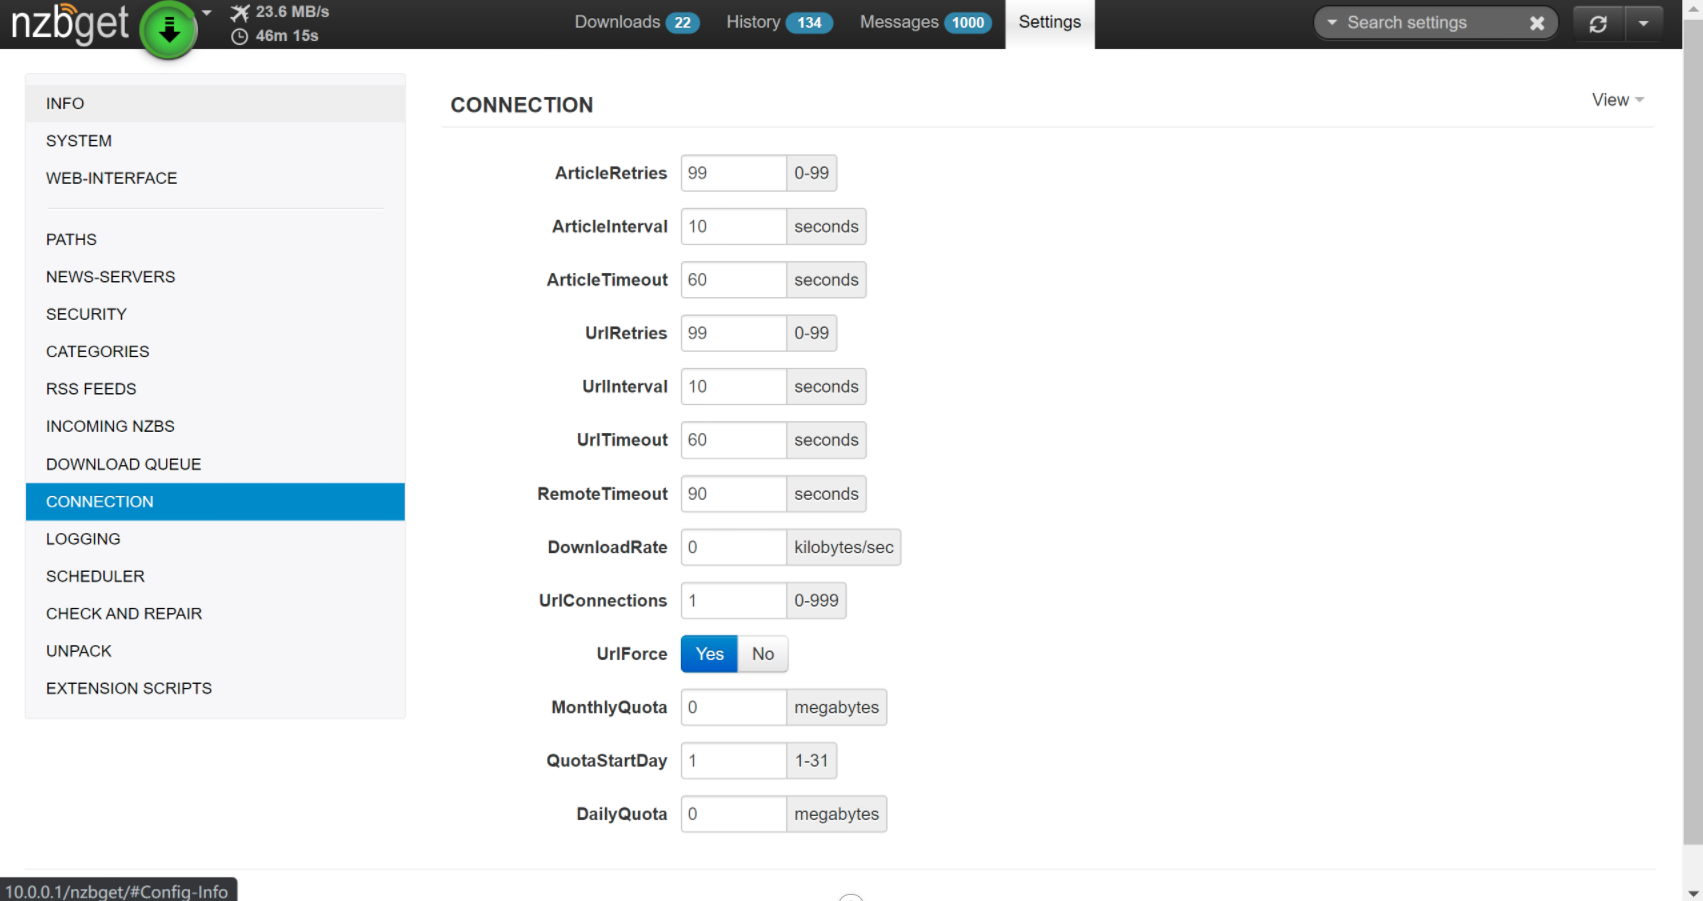 nzbget
23.6 MB/s
46m 15s
Downloads 22
History 134
Messages 1000
Settings
Search settings
INFO
SYSTEM
WEB-INTERFACE
PATHS
NEWS-SERVERS
SECURITY
CATEGORIES
RSS FEEDS
INCOMING NZBS
DOWNLOAD QUEUE
CONNECTION
LOGGING
SCHEDULER
CHECK AND REPAIR
UNPACK
EXTENSION SCRIPTS
CONNECTION
View
ArticleRetries 99 0-99
ArticleInterval 10 seconds
ArticleTimeout 60 seconds
UrlRetries 99 0-99
UrlInterval 10 seconds
UrlTimeout 60 seconds
RemoteTimeout 90 seconds
DownloadRate 0 kilobytes/sec
UrlConnections 1 0-999
UrlForce Yes No
MonthlyQuota 0 megabytes
QuotaStartDay 1 1-31
DailyQuota 0 megabytes
10.0.0.1/nzbget/#Config-Info